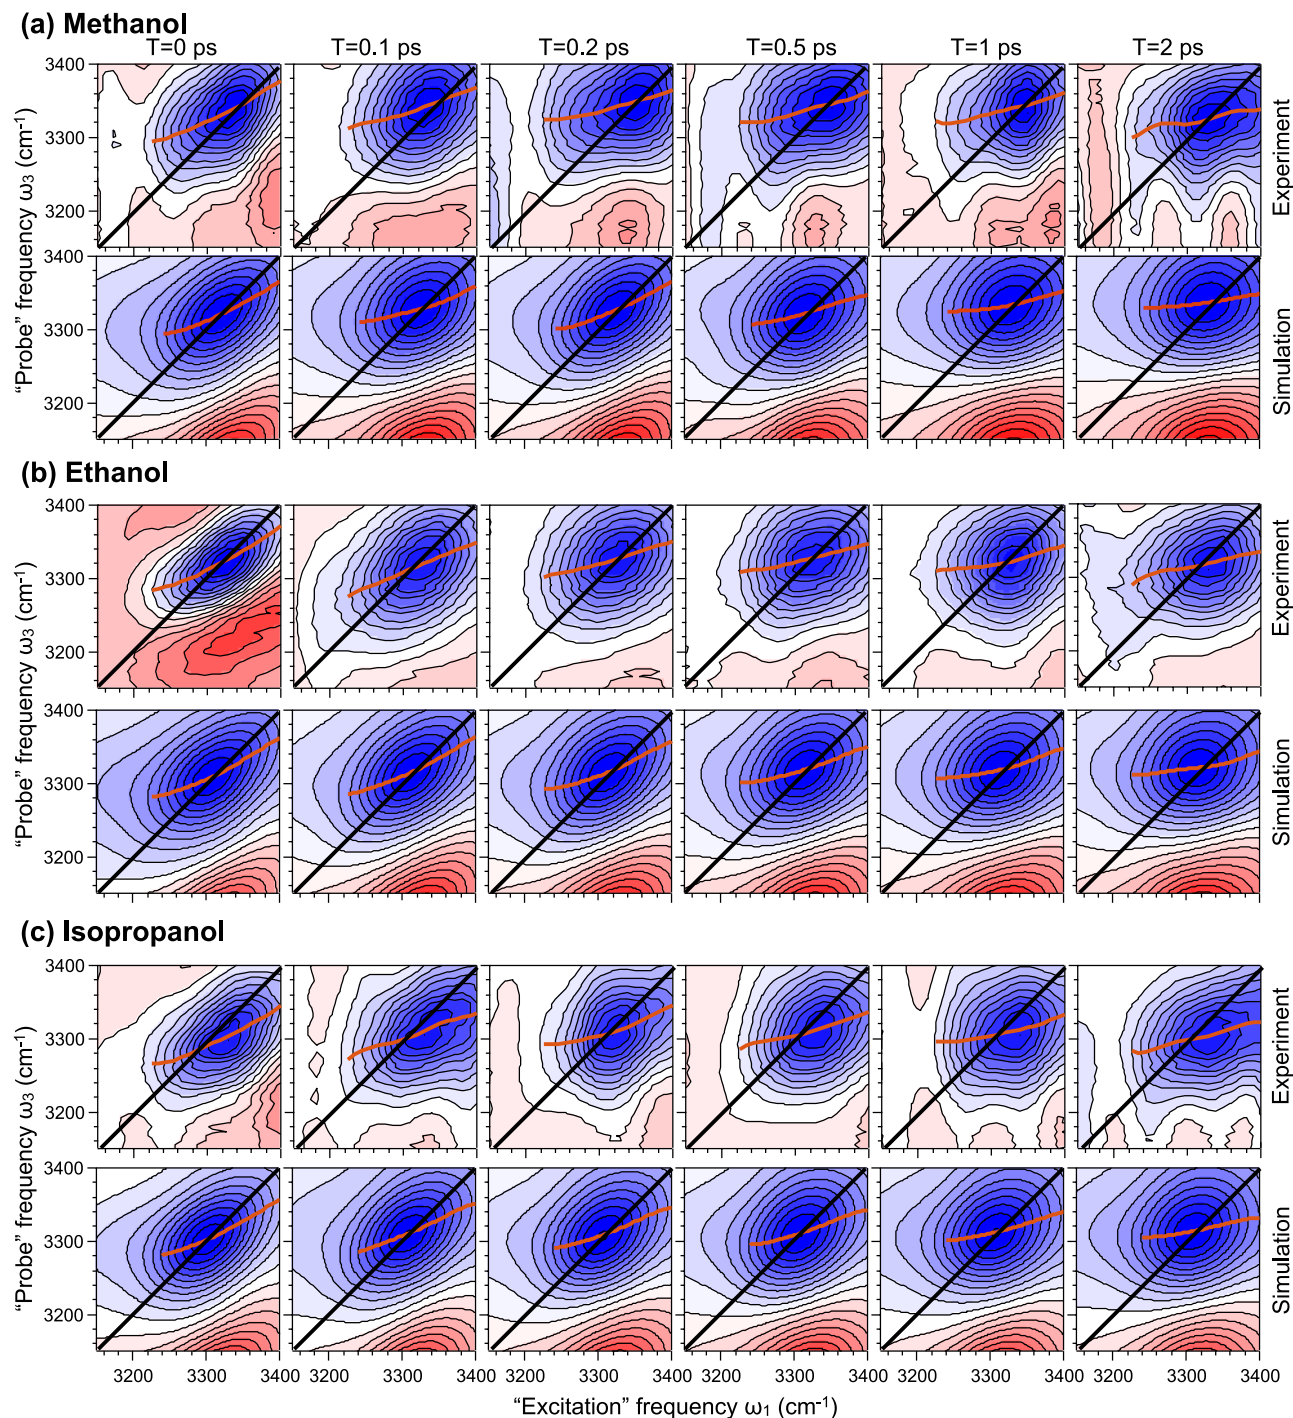 (a) Methanol
T=0 ps T=0.1 ps T=0.2 ps T=0.5 ps T=1 ps T=2 ps
3400
3300
3200
"Probe" frequency ω3 (cm-1)
Experiment
3400
3300
3200
Simulation
(b) Ethanol
3400
3300
3200
"Probe" frequency ω3 (cm-1)
Experiment
3400
3300
3200
Simulation
(c) Isopropanol
3400
3300
3200
"Probe" frequency ω3 (cm-1)
Experiment
3400
3300
3200
Simulation
3200 3300 3400 3200 3300 3400 3200 3300 3400 3200 3300 3400 3200 3300 3400 3200 3300 3400
"Excitation" frequency ω1 (cm-1)